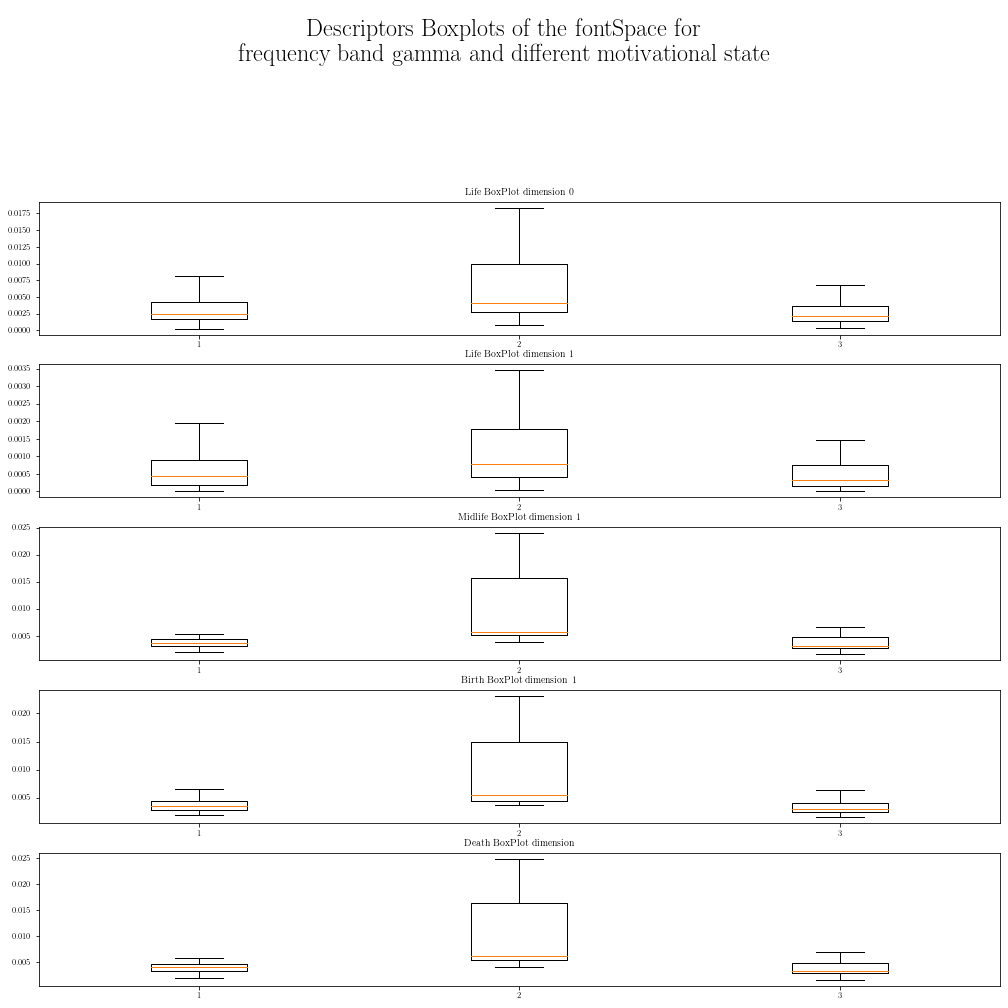 Descriptors Boxplots of the fontSpace for
frequency band gamma and different motivational state
Life BoxPlot dimension 0
0.0175
0.0150
0.0125
0.0100
0.0075
0.0050
0.0025
0.0000
1 2 3
Life BoxPlot dimension 1
0.0035
0.0030
0.0025
0.0020
0.0015
0.0010
0.0005
0.0000
1 2 3
Midlife BoxPlot dimension 1
0.025
0.020
0.015
0.010
0.005
1 2 3
Birth BoxPlot dimension 1
0.020
0.015
0.010
0.005
1 2 3
Death BoxPlot dimension
0.025
0.020
0.015
0.010
0.005
1 2 3